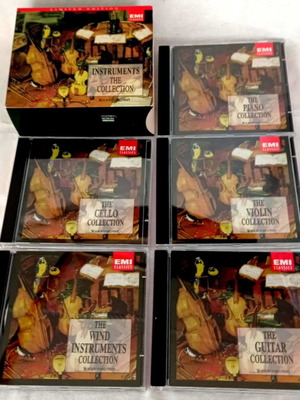 LIMITED EDITION
EMI
INSTRUMENTS
THE
COLLECTION
EMI
CLASSICS
THE
PIANO
COLLECTION
EMI
CLASSICS
THE
CELLO
COLLECTION
EMI
CLASSICS
THE
VIOLIN
COLLECTION
EMI
CLASSICS
THE
WIND
INSTRUMENTS
COLLECTION
EMI
CLASSICS
THE
GUITAR
COLLECTION